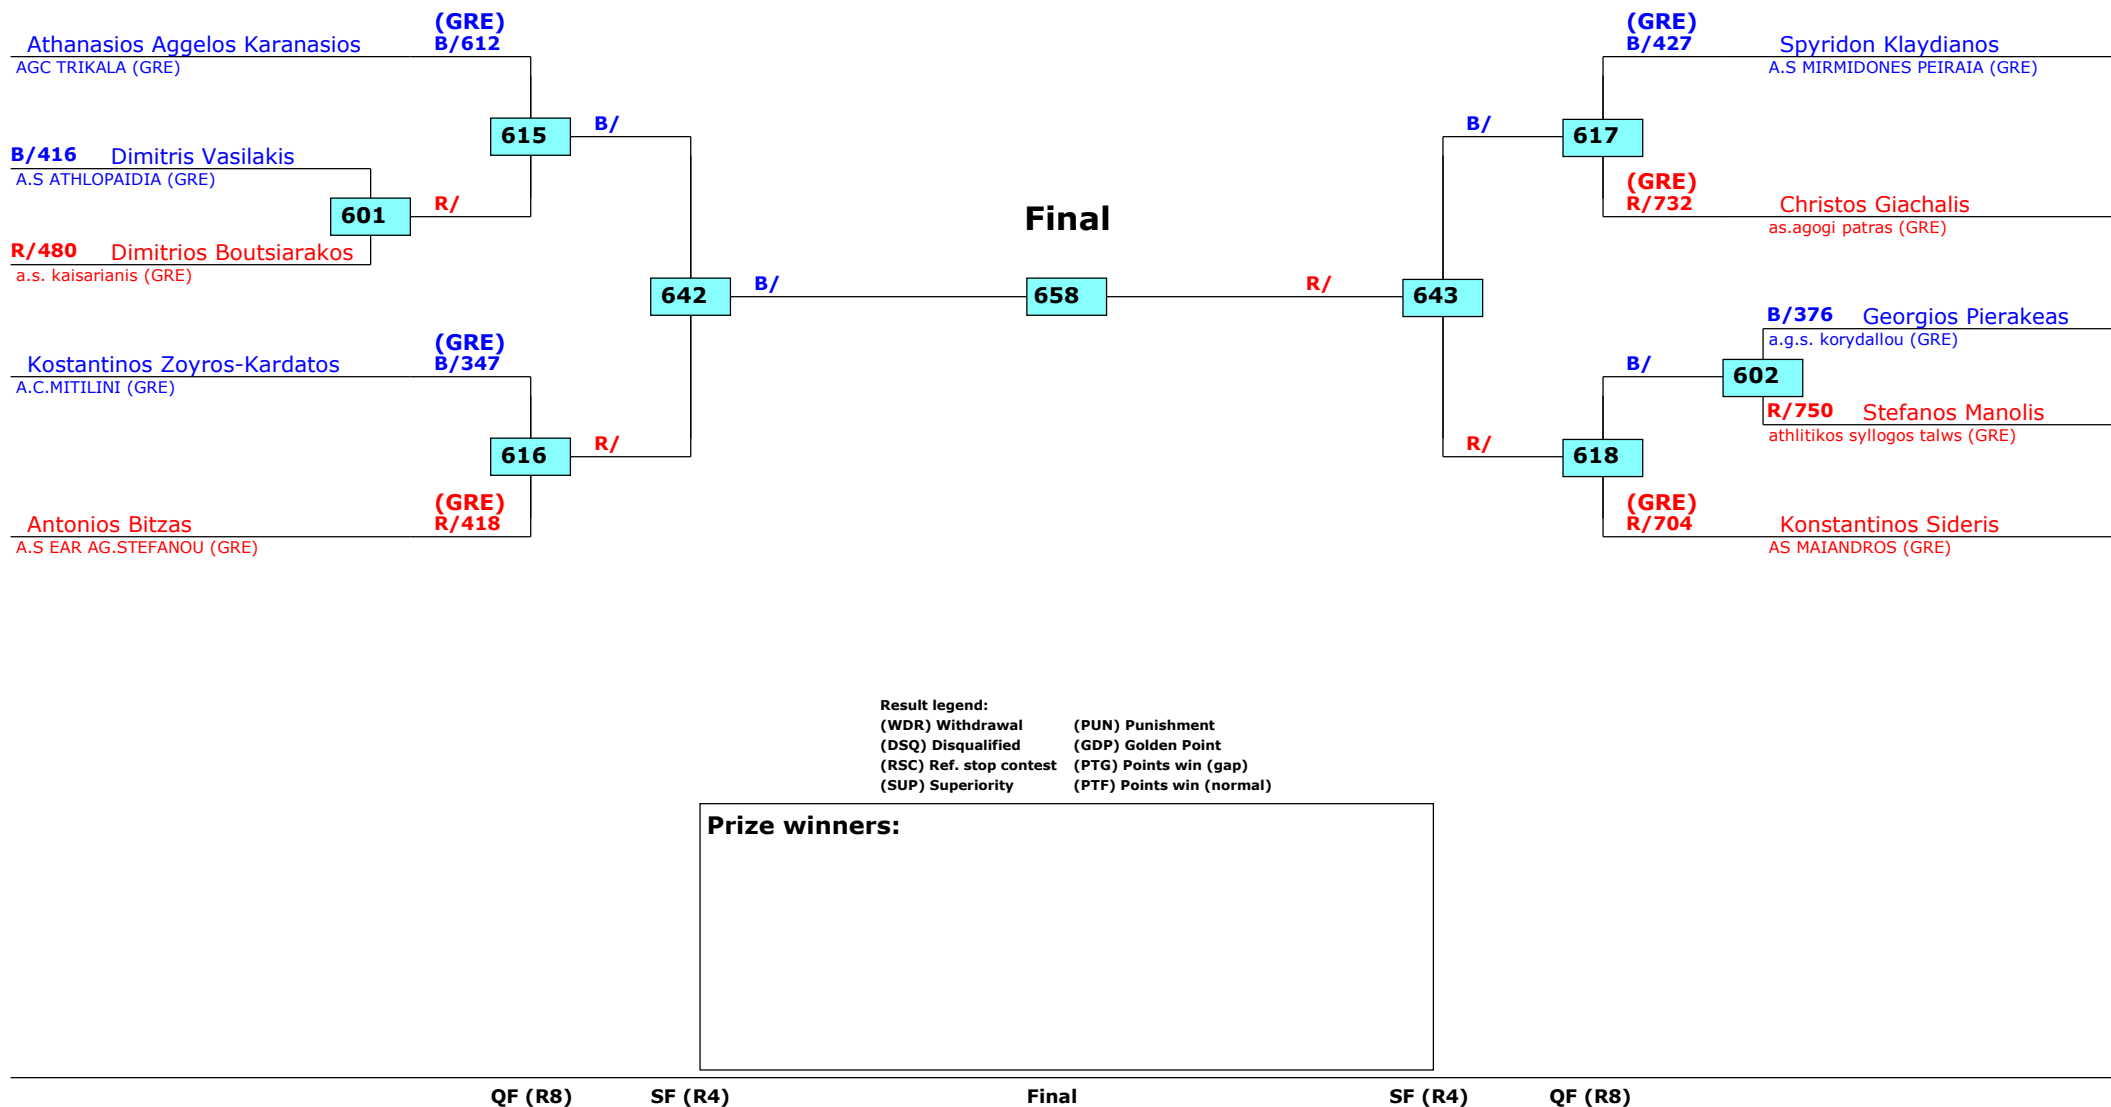 (GRE)
Athanasios Aggelos Karanasios B/612
AGC TRIKALA (GRE)
615
B/
B/416 Dimitris Vasilakis
A.S ATHLOPAIDIA (GRE)
601
R/
R/480 Dimitrios Boutsiarakos
a.s. kaisarianis (GRE)
642
B/
(GRE)
Kostantinos Zoyros-Kardatos B/347
A.C.MITILINI (GRE)
616
R/
(GRE)
Antonios Bitzas R/418
A.S EAR AG.STEFANOU (GRE)
Final
658
(GRE)
B/427 Spyridon Klaydianos
A.S MIRMIDONES PEIRAIA (GRE)
B/
617
(GRE)
R/732 Christos Giachalis
as.agogi patras (GRE)
R/
643
B/376 Georgios Pierakeas
a.g.s. korydallou (GRE)
B/
602
R/750 Stefanos Manolis
athlitikos syllogos talws (GRE)
R/
618
(GRE)
R/704 Konstantinos Sideris
AS MAIANDROS (GRE)
Result legend:
(WDR) Withdrawal (PUN) Punishment
(DSQ) Disqualified (GDP) Golden Point
(RSC) Ref. stop contest (PTG) Points win (gap)
(SUP) Superiority (PTF) Points win (normal)
Prize winners:
QF (R8) SF (R4) Final SF (R4) QF (R8)